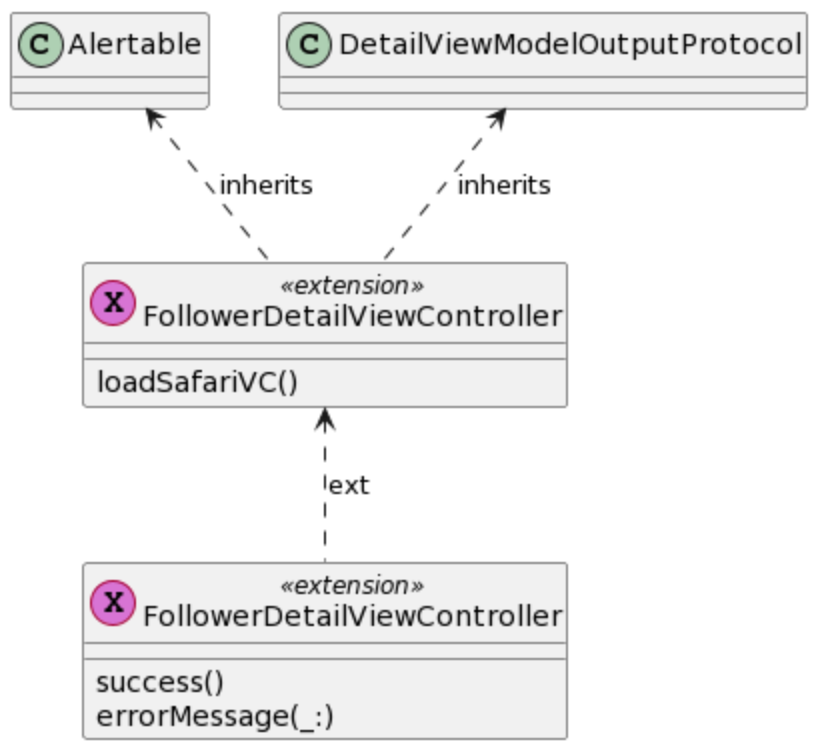 C Alertable
C DetailViewModelOutputProtocol
inherits
inherits
«extension»
X FollowerDetailViewController
loadSafariVC()
ext
«extension»
X FollowerDetailViewController
success()
errorMessage(_:)